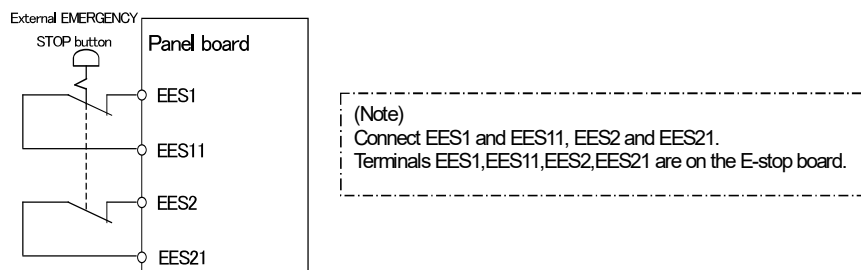 External EMERGENCY
STOP button
Panel board
EES1
EES11
EES2
EES21
(Note)
Connect EES1 and EES11, EES2 and EES21.
Terminals EES1,EES11,EES2,EES21 are on the E-stop board.